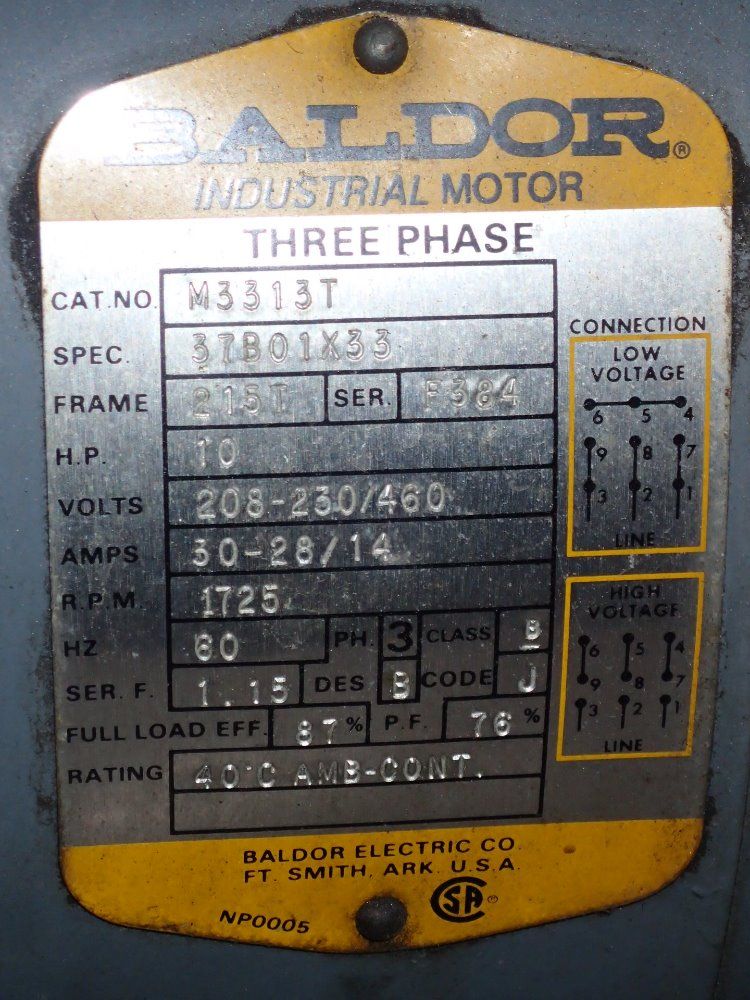 BALDOR®
INDUSTRIAL MOTOR
THREE PHASE
CAT.NO. M3313T
SPEC. 37B01X33
FRAME 215T SER. F384
H.P. 10
VOLTS 208-230/460
AMPS 30-28/14
R.P.M. 1725
HZ 60 PH. 3 CLASS B
SER. F. 1.15 DES B CODE J
FULL LOAD EFF. 87 % P.F. 76 %
RATING 40°C AMB-CONT.
CONNECTION
LOW
VOLTAGE
6 5 4
9 8 7
3 2 1
LINE
HIGH
VOLTAGE
6 5 4
9 8 7
3 2 1
LINE
BALDOR ELECTRIC CO.
FT. SMITH, ARK. U.S.A.
NP0005
SA ®